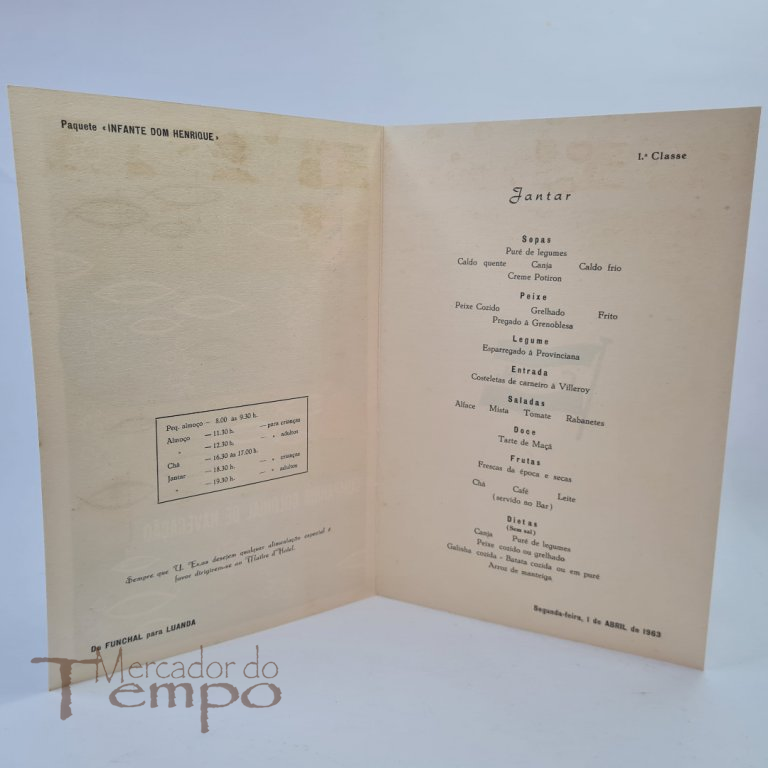 Paquete «INFANTE DOM HENRIQUE»
Peq. almoço — 8.00 às 9.30 h.
Almoço — 11.30 h. — para crianças
" — 12.30 h. — " adultos
Chá — 16.30 às 17.00 h.
Jantar — 18.30 h. — " crianças
" — 19.30 h. — " adultos
Sempre que V. Exas desejem qualquer alimentação especial é
favor dirigirem-se ao Maitre d'Hotel.
De FUNCHAL para LUANDA
1.ª Classe
Jantar
Sopas
Puré de legumes
Caldo quente Canja Caldo frio
Creme Potiron
Peixe
Peixe Cozido Grelhado Frito
Pregado à Grenoblesa
Legume
Esparregado à Provinciana
Entrada
Costeletas de carneiro à Villeroy
Saladas
Alface Mista Tomate Rabanetes
Doce
Tarte de Maçã
Frutas
Frescas da época e secas
Chá Café Leite
(servido no Bar)
Dietas
(Sem sal)
Canja Puré de legumes
Peixe cozido ou grelhado
Galinha cozida - Batata cozida ou em puré
Arroz de manteiga
Segunda-feira, 1 de ABRIL de 1963
Mercador do
Tempo